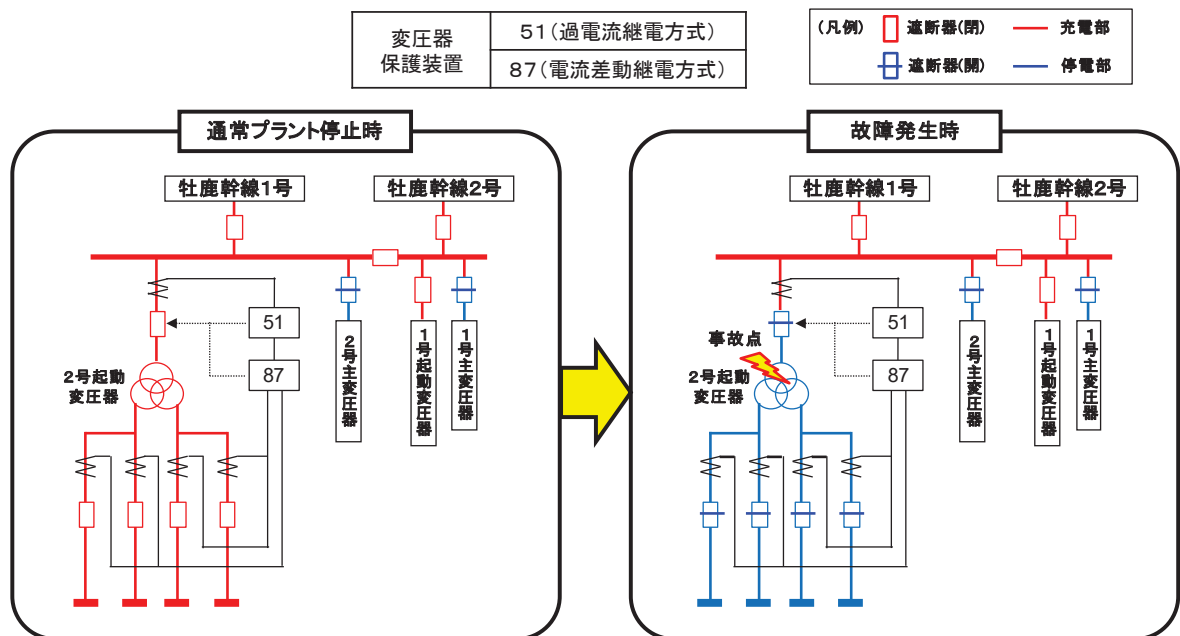 変圧器
保護装置
51(過電流継電方式)
87(電流差動継電方式)
(凡例)
遮断器(閉)
充電部
遮断器(開)
停電部
通常プラント停止時
牡鹿幹線1号
牡鹿幹線2号
51
87
2号起動
変圧器
2号主変圧器
1号起動変圧器
1号主変圧器
故障発生時
牡鹿幹線1号
牡鹿幹線2号
51
87
事故点
2号起動
変圧器
2号主変圧器
1号起動変圧器
1号主変圧器